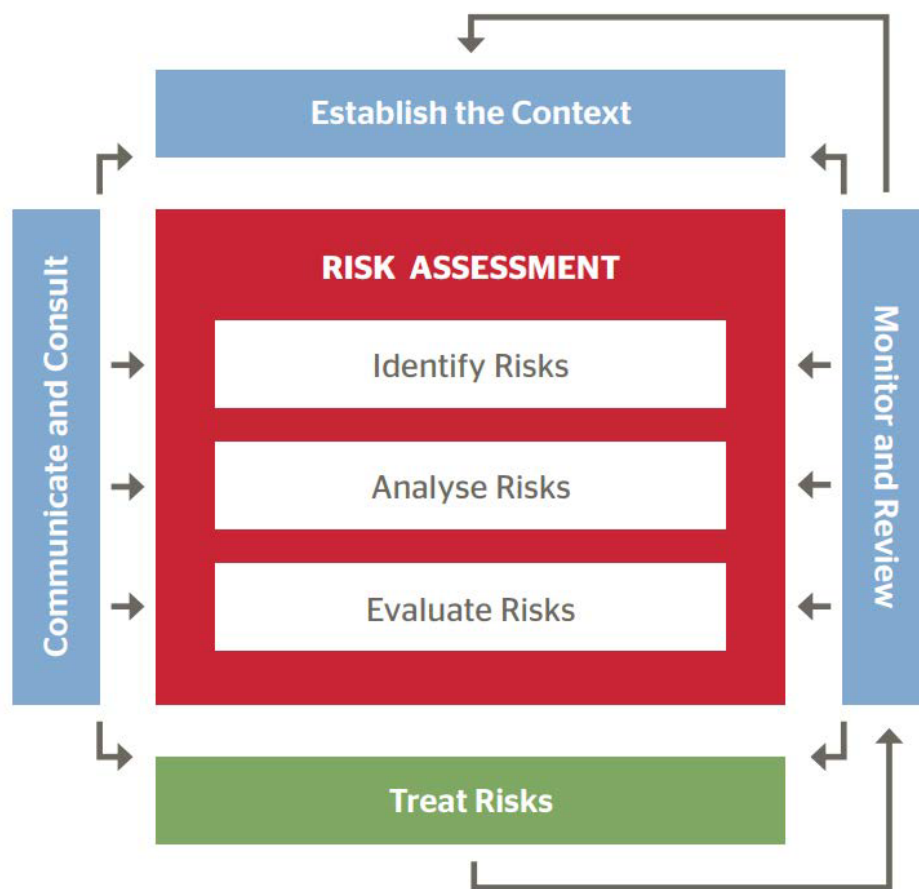 Establish the Context
Communicate and Consult
RISK ASSESSMENT
Identify Risks
Analyse Risks
Evaluate Risks
Monitor and Review
Treat Risks